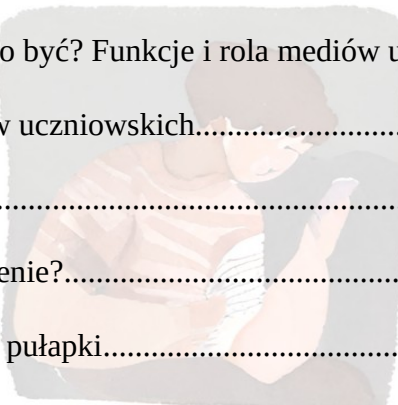 o być? Funkcje i rola mediów u
w uczniowskich..........................
....................................................
enie?...........................................
pułapki......................................